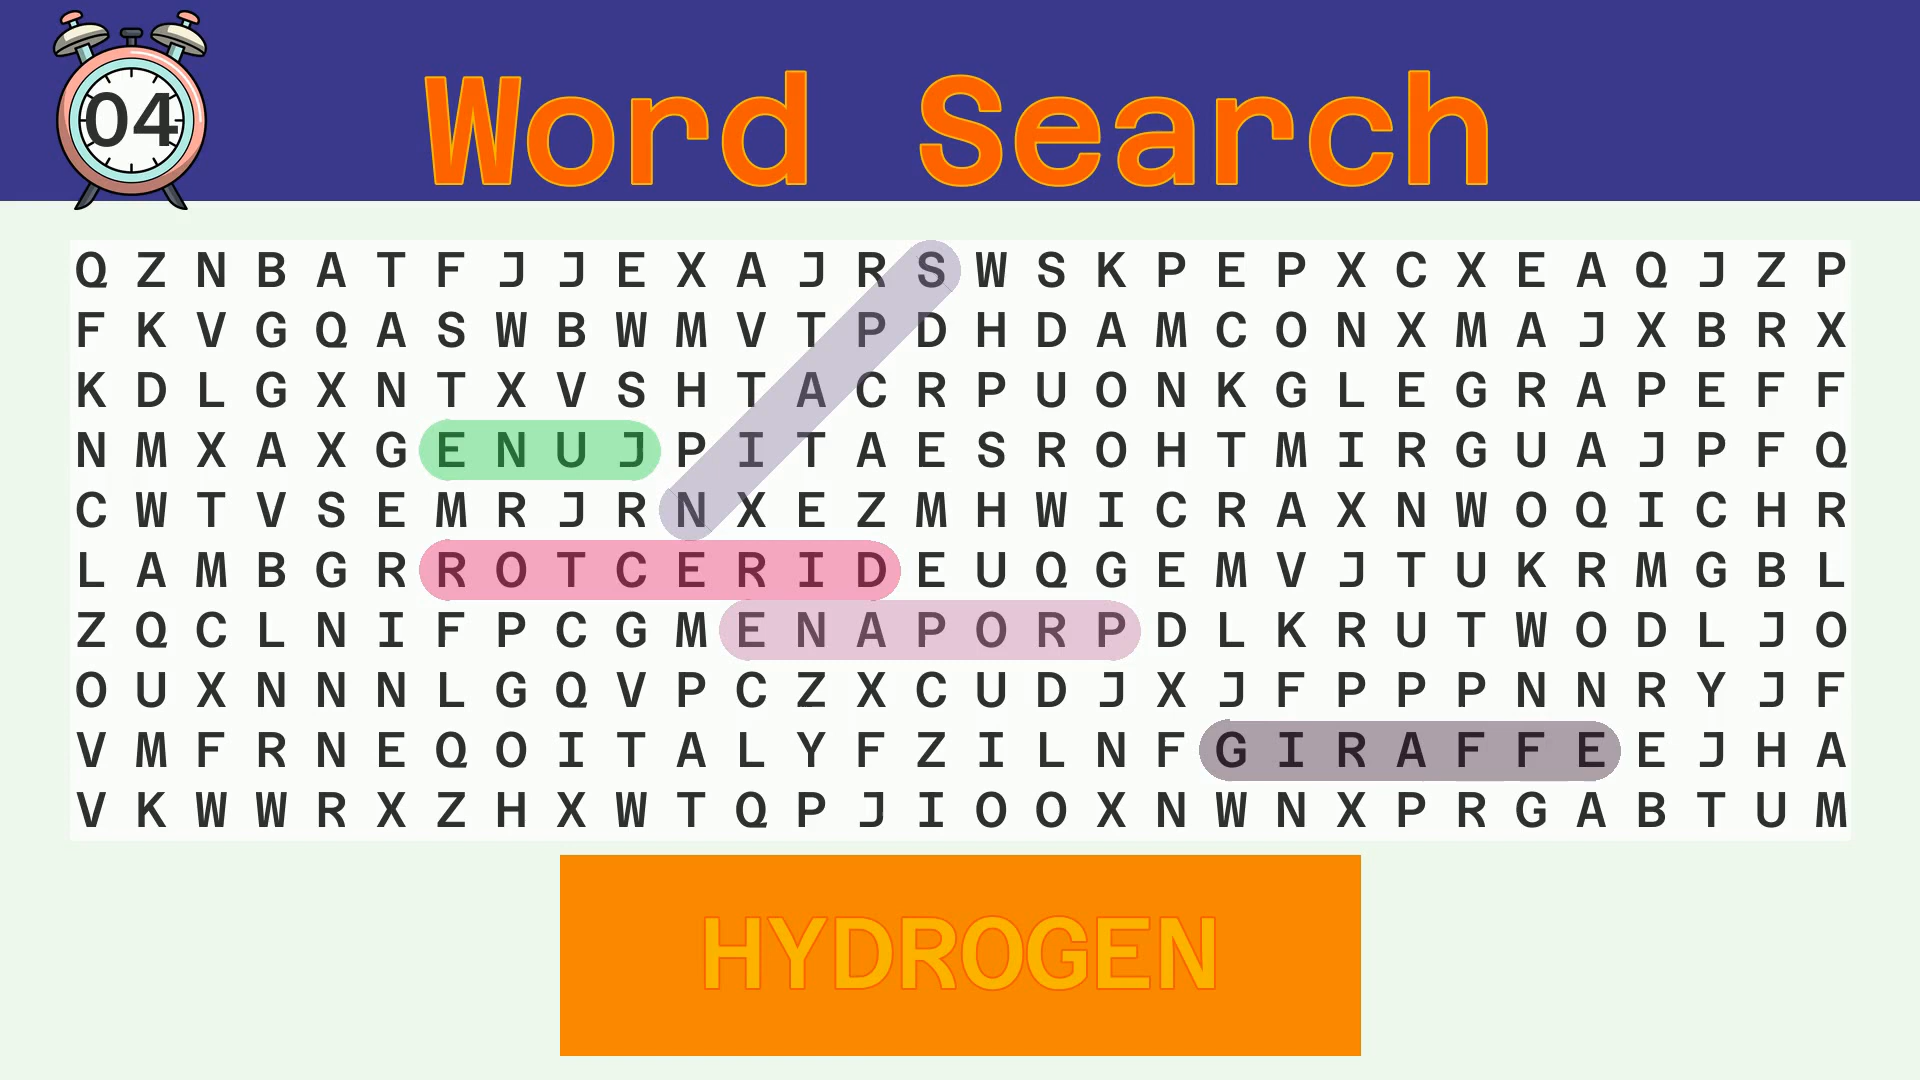 04
Word Search
Q Z N B A T F J J E X A J R S W S K P E P X C X E A Q J Z P
F K V G Q A S W B W M V T P D H D A M C O N X M A J X B R X
K D L G X N T X V S H T A C R P U O N K G L E G R A P E F F
N M X A X G E N U J P I T A E S R O H T M I R G U A J P F Q
C W T V S E M R J R N X E Z M H W I C R A X N W O Q I C H R
L A M B G R R O T C E R I D E U Q G E M V J T U K R M G B L
Z Q C L N I F P C G M E N A P O R P D L K R U T W O D L J O
O U X N N N L G Q V P C Z X C U D J X J F P P P N N R Y J F
V M F R N E Q O I T A L Y F Z I L N F G I R A F F E E J H A
V K W W R X Z H X W T Q P J I O O X N W N X P R G A B T U M
HYDROGEN